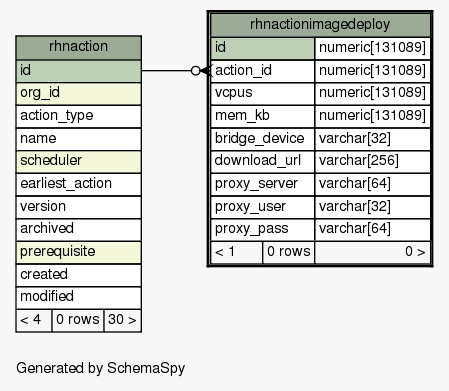 rhnaction
id
org_id
action_type
name
scheduler
earliest_action
version
archived
prerequisite
created
modified
< 4 0 rows 30 >
rhnactionimagedeploy
id numeric[131089]
action_id numeric[131089]
vcpus numeric[131089]
mem_kb numeric[131089]
bridge_device varchar[32]
download_url varchar[256]
proxy_server varchar[64]
proxy_user varchar[32]
proxy_pass varchar[64]
< 1 0 rows 0 >
Generated by SchemaSpy